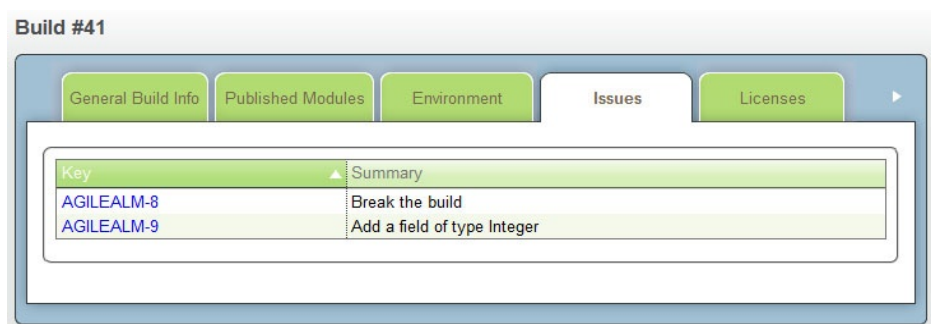 Build #41
General Build Info Published Modules Environment Issues Licenses
Key Summary
AGILEALM-8 Break the build
AGILEALM-9 Add a field of type Integer